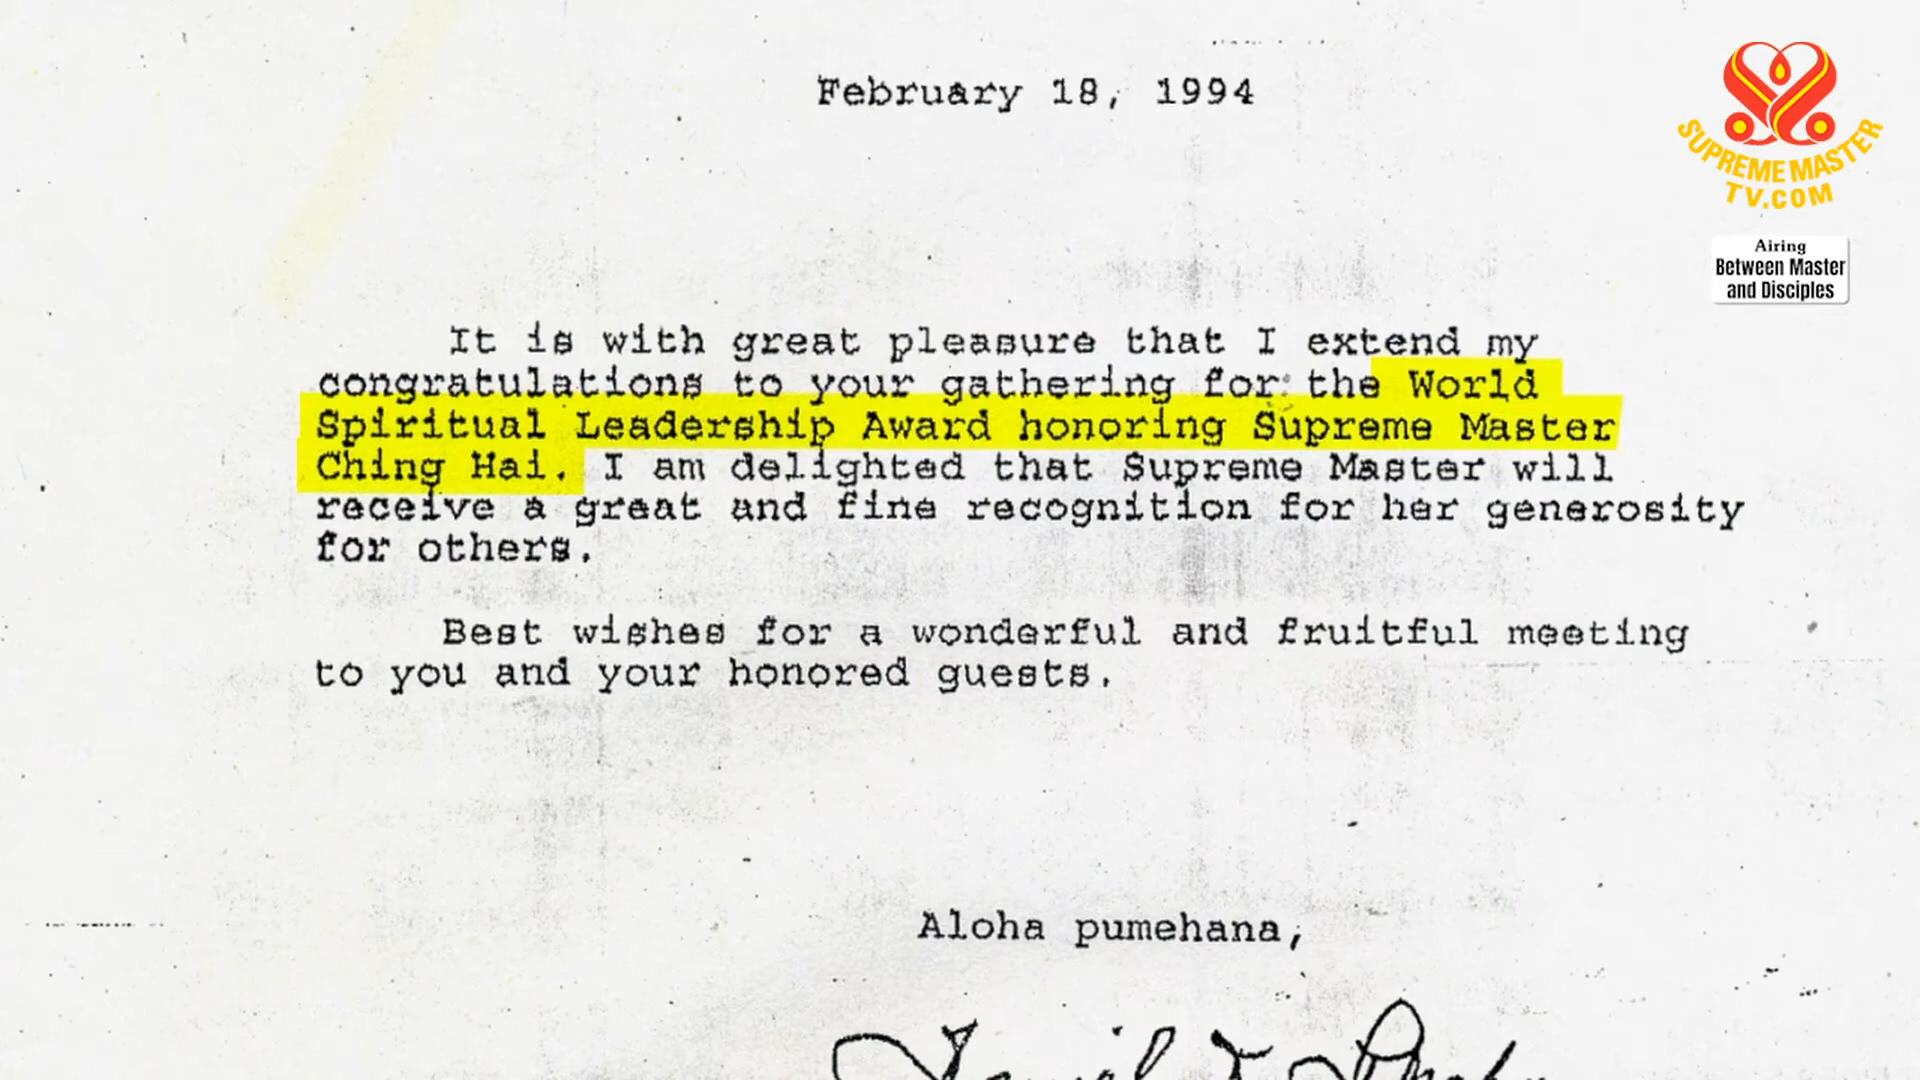 February 18, 1994
SUPREME MASTER
TV.COM
Airing
Between Master
and Disciples
It is with great pleasure that I extend my
congratulations to your gathering for the World
Spiritual Leadership Award honoring Supreme Master
Ching Hai. I am delighted that Supreme Master will
receive a great and fine recognition for her generosity
for others.
Best wishes for a wonderful and fruitful meeting
to you and your honored guests.
Aloha pumehana,